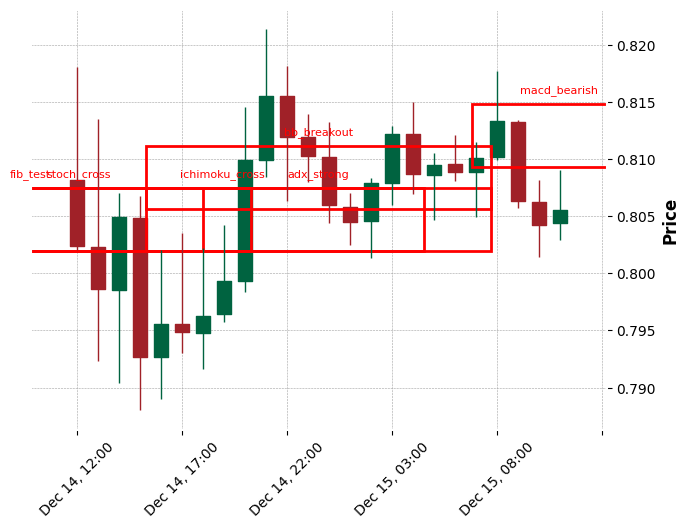 0.820
macd_bearish
0.815
b_breakout
0.810
fib_test
stoch_cross
ichimoku_cross
adx_strong
0.805
Price
0.800
0.795
0.790
Dec 14, 12:00
Dec 14, 17:00
Dec 14, 22:00
Dec 15, 03:00
Dec 15, 08:00